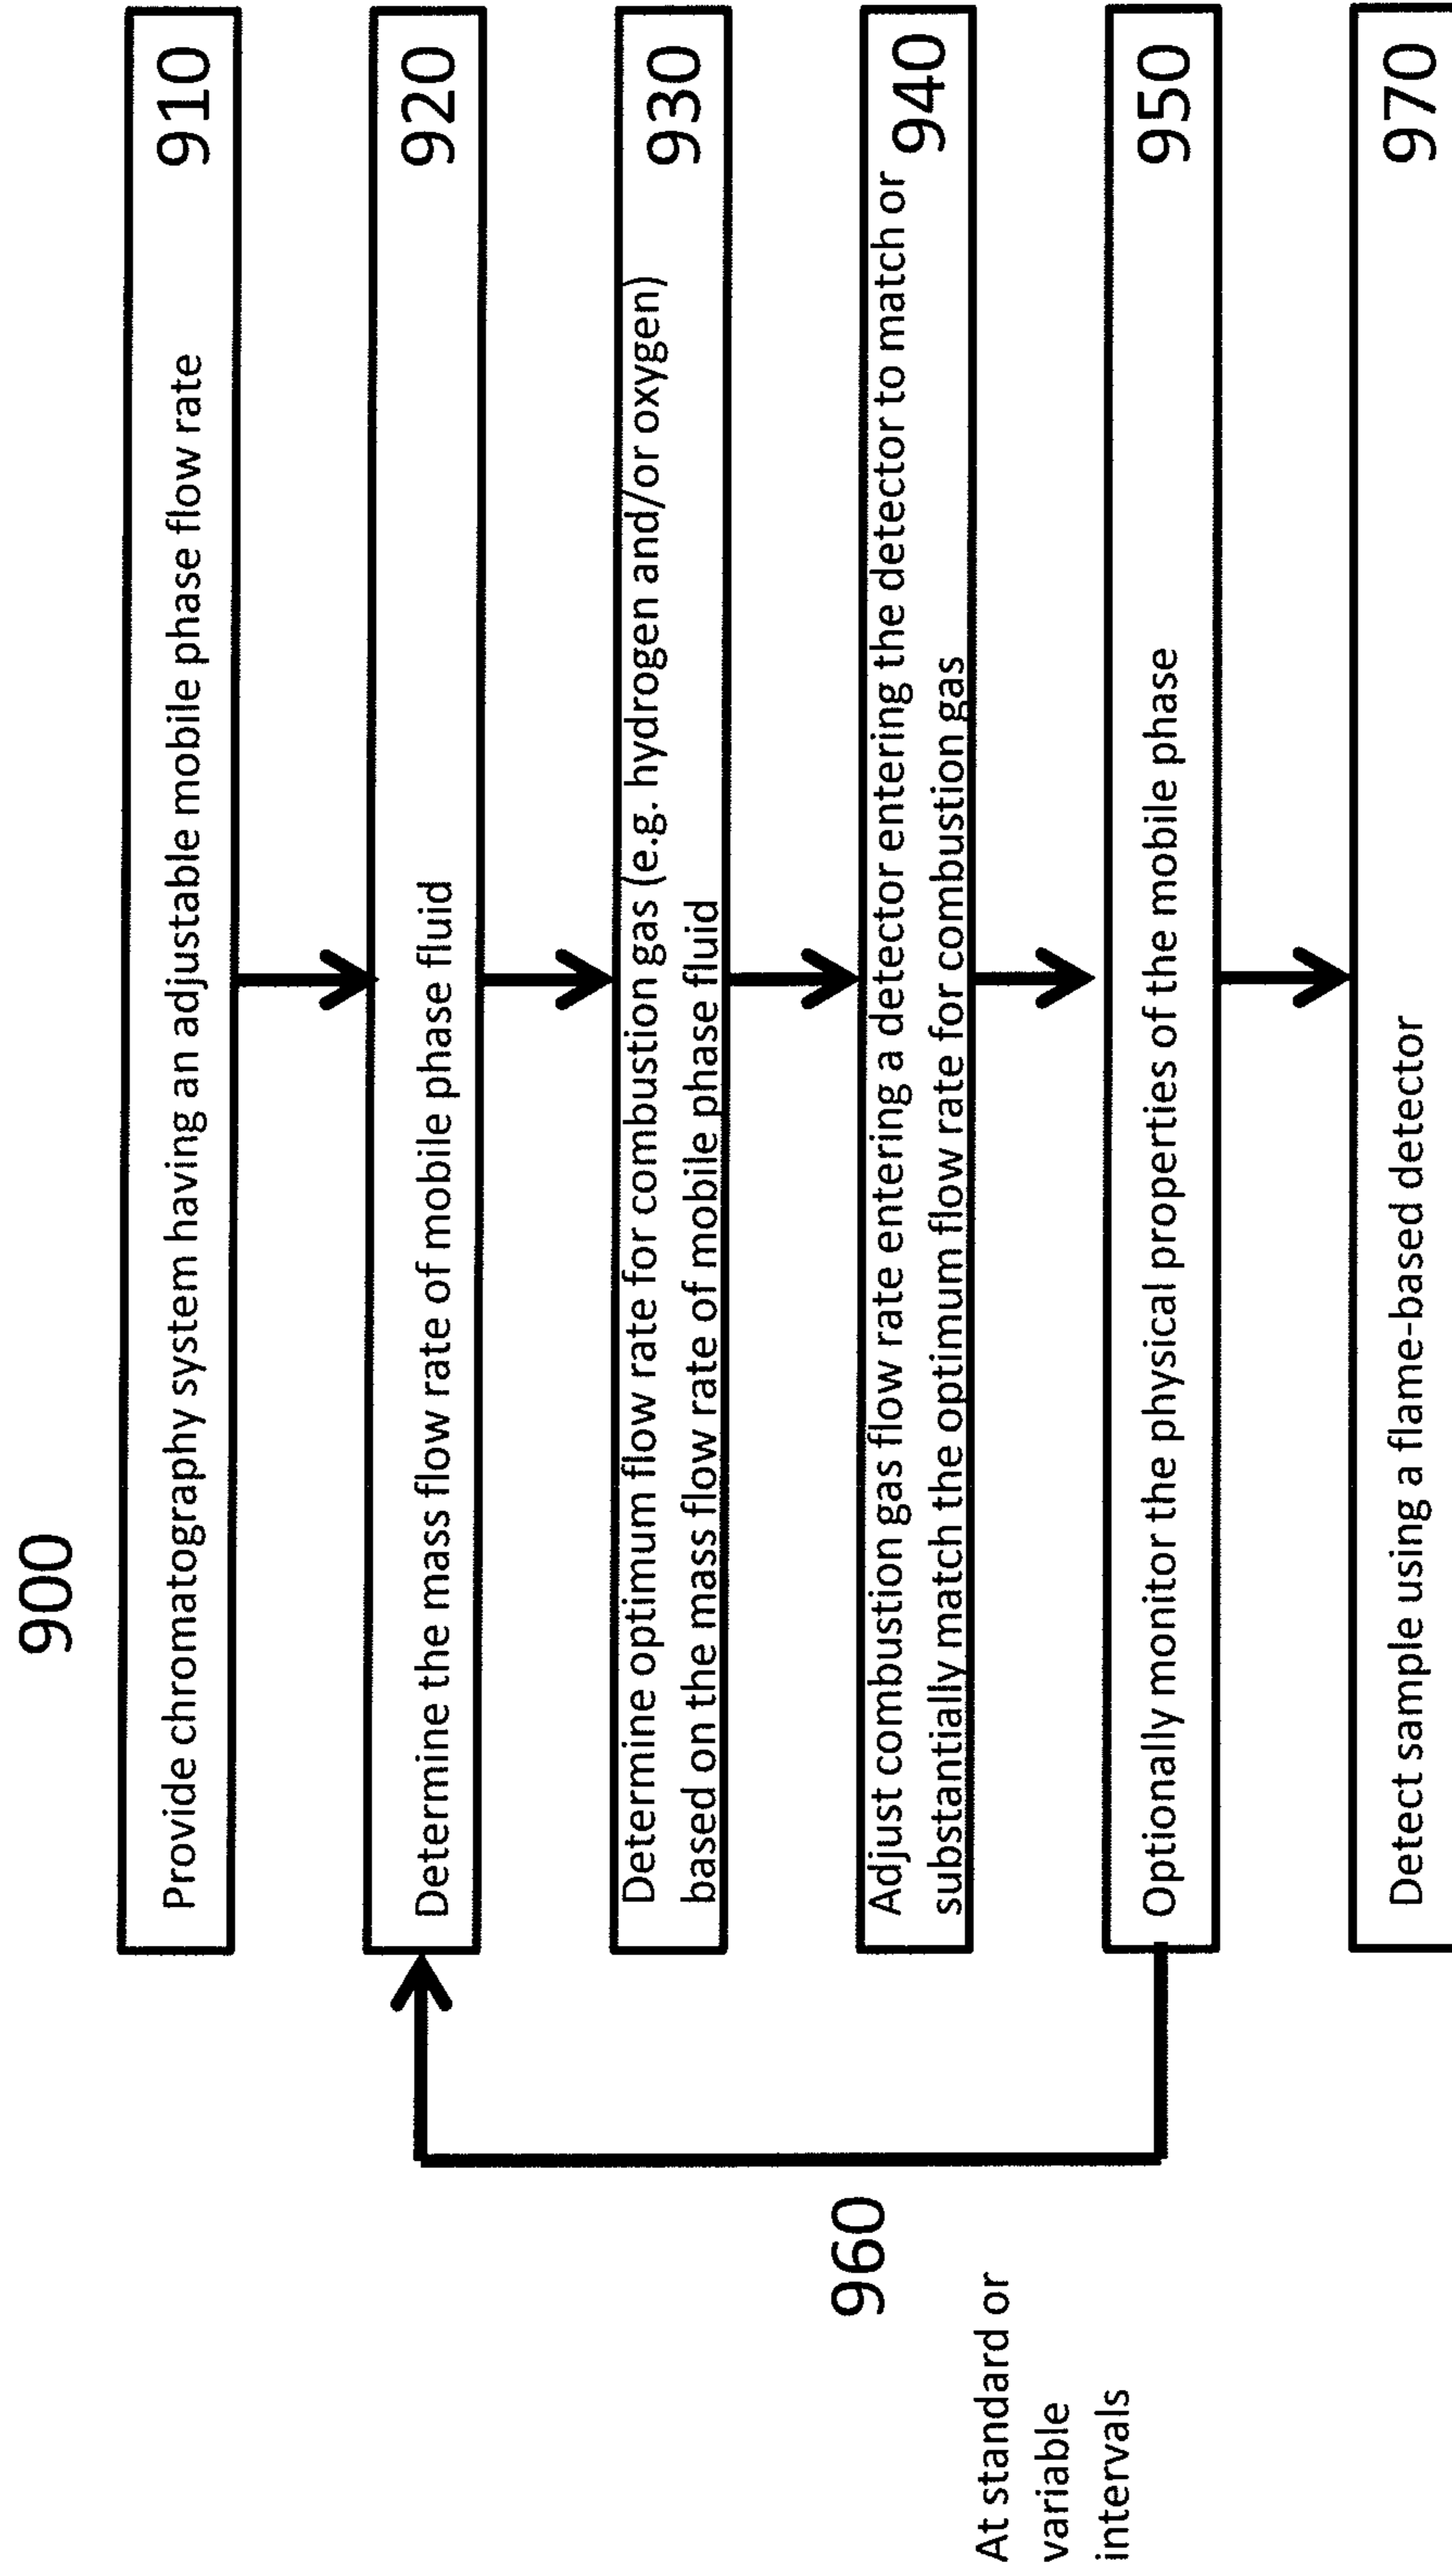 900
Provide chromatography system having an adjustable mobile phase flow rate 910
Determine the mass flow rate of mobile phase fluid 920
Determine optimum flow rate for combustion gas (e.g. hydrogen and/or oxygen)
based on the mass flow rate of mobile phase fluid 930
Adjust combustion gas flow rate entering a detector entering the detector to match or
substantially match the optimum flow rate for combustion gas 940
Optionally monitor the physical properties of the mobile phase 950
960
At standard or
variable
intervals
Detect sample using a flame-based detector 970